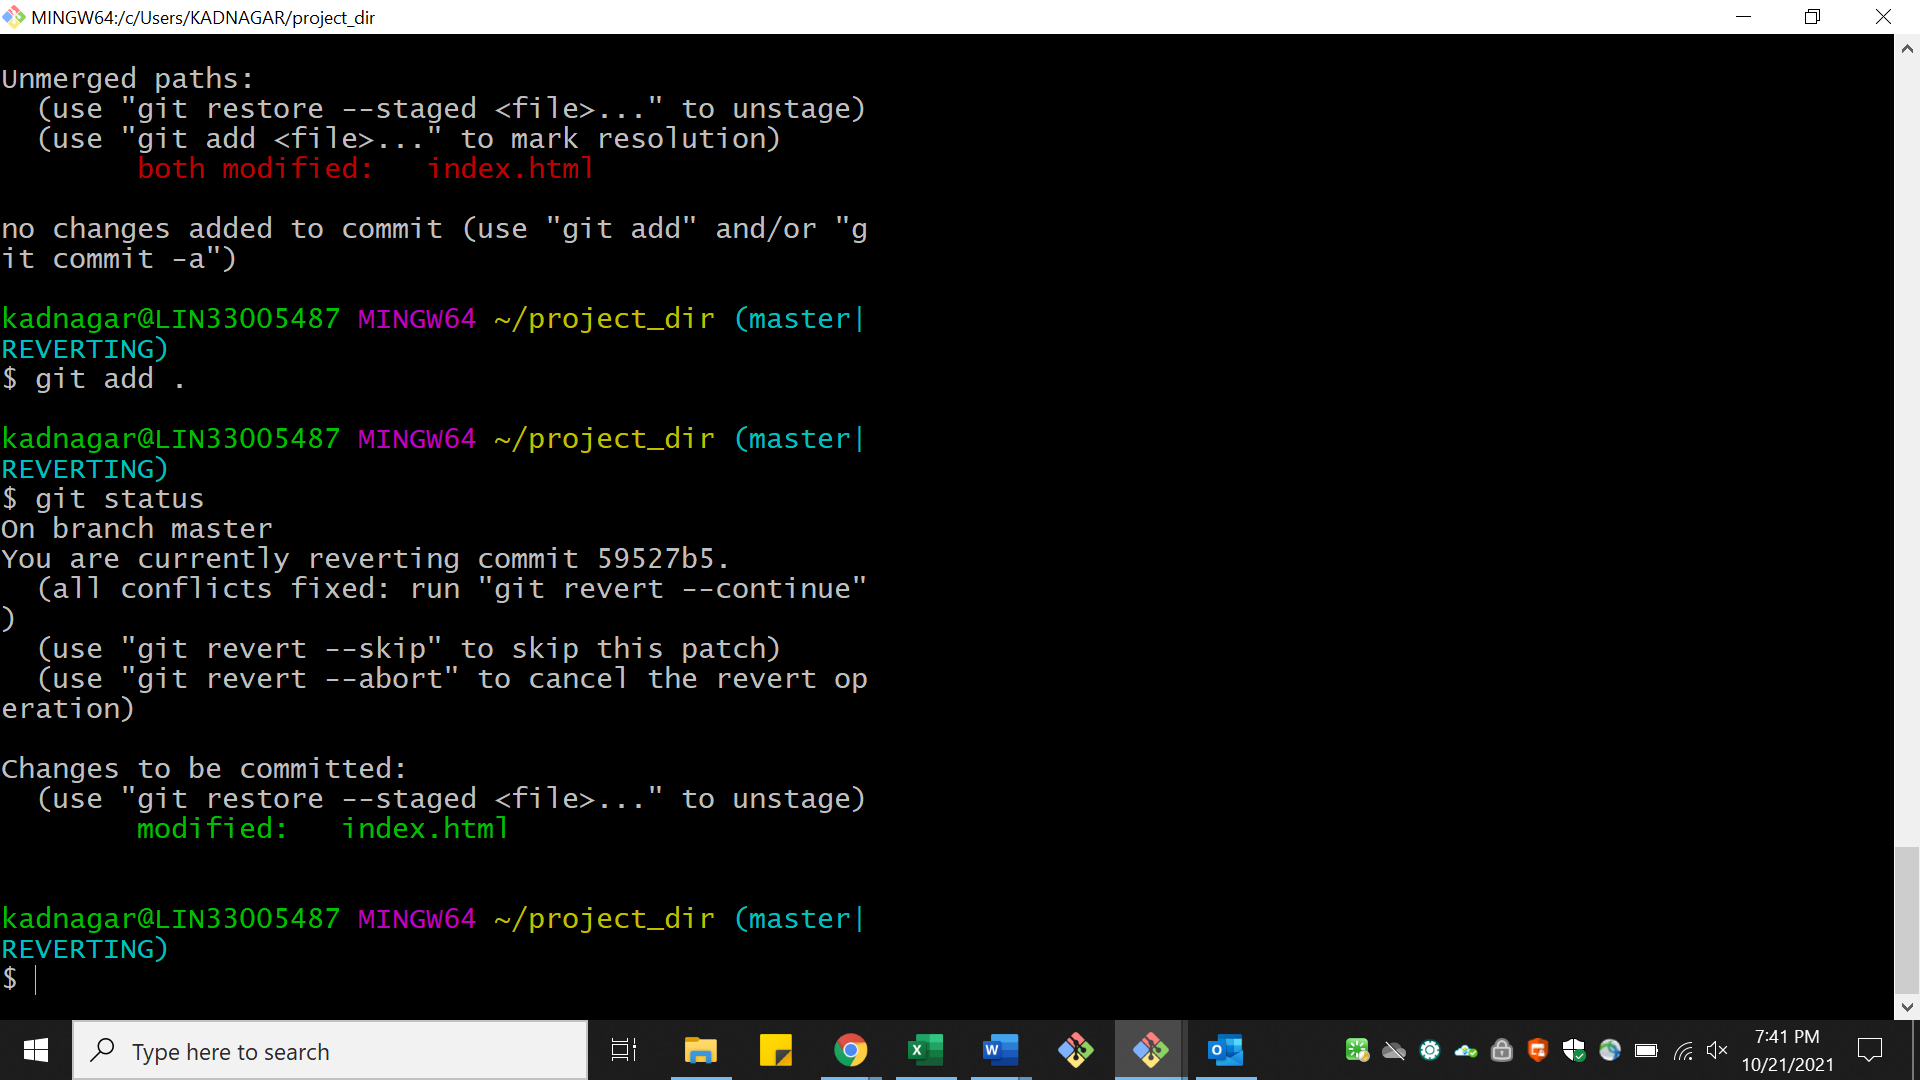 MINGW64:/c/Users/KADNAGAR/project_dir
Unmerged paths:
  (use "git restore --staged <file>..." to unstage)
  (use "git add <file>..." to mark resolution)
        both modified:   index.html

no changes added to commit (use "git add" and/or "g
it commit -a")

kadnagar@LIN33005487 MINGW64 ~/project_dir (master|
REVERTING)
$ git add .

kadnagar@LIN33005487 MINGW64 ~/project_dir (master|
REVERTING)
$ git status
On branch master
You are currently reverting commit 59527b5.
  (all conflicts fixed: run "git revert --continue"
)
  (use "git revert --skip" to skip this patch)
  (use "git revert --abort" to cancel the revert op
eration)

Changes to be committed:
  (use "git restore --staged <file>..." to unstage)
        modified:   index.html


kadnagar@LIN33005487 MINGW64 ~/project_dir (master|
REVERTING)
$
Type here to search
7:41 PM
10/21/2021